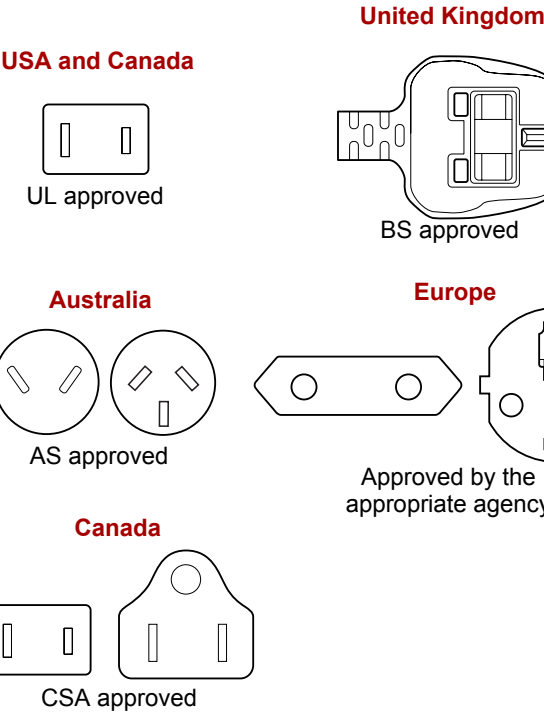 United Kingdom
USA and Canada
UL approved
BS approved
Australia
Europe
AS approved
Approved by the
appropriate agency
Canada
CSA approved